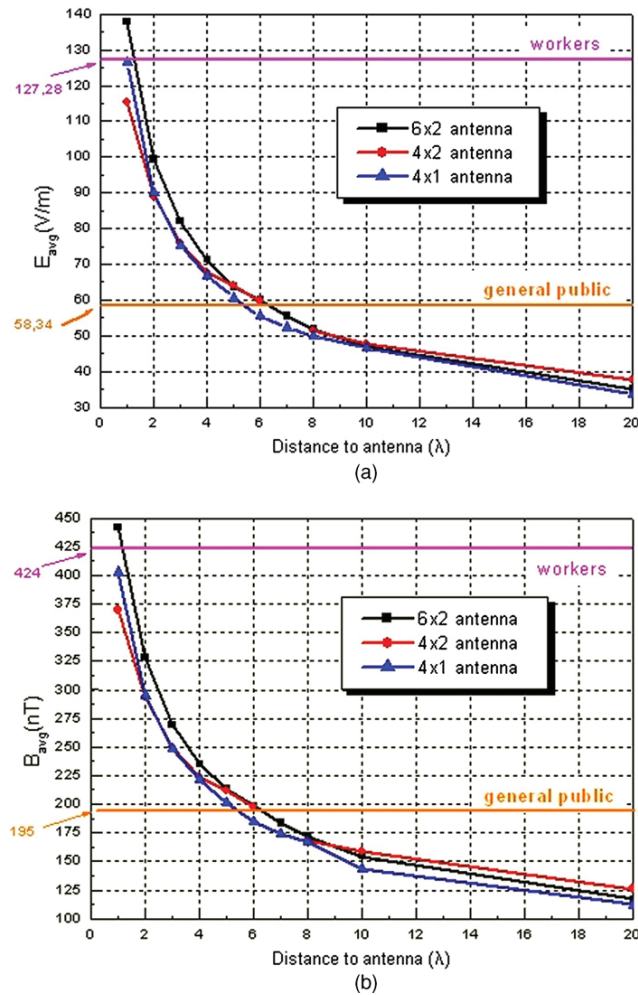 140
130
120
110
100
90
80
70
60
50
40
30
127,28
58,34
E_avg(V/m)
workers
6x2 antenna
4x2 antenna
4x1 antenna
general public
0 2 4 6 8 10 12 14 16 18 20
Distance to antenna (λ)
(a)
450
425
400
375
350
325
300
275
250
225
200
175
150
125
100
424
195
B_avg(nT)
workers
6x2 antenna
4x2 antenna
4x1 antenna
general public
0 2 4 6 8 10 12 14 16 18 20
Distance to antenna (λ)
(b)